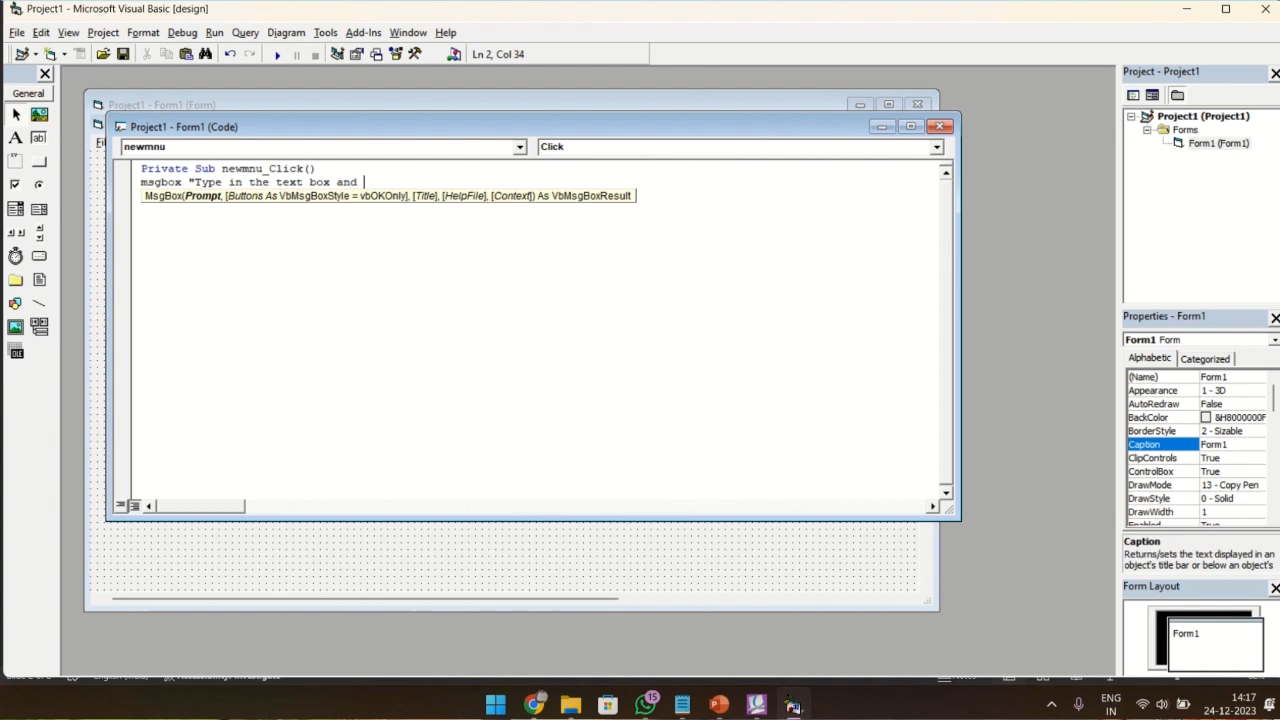 Project1 - Microsoft Visual Basic [design]
File Edit View Project Format Debug Run Query Diagram Tools Add-Ins Window Help
Ln 2, Col 34
General
Project1 - Form1 (Form)
Project1 - Form1 (Code)
newmnu Click
Private Sub newmnu_Click()
msgbox "Type in the text box and
MsgBox(Prompt, [Buttons As VbMsgBoxStyle = vbOKOnly], [Title], [HelpFile], [Context]) As VbMsgBoxResult
A
ab
OLE
Project - Project1
Project1 (Project1)
Forms
Form1 (Form1)
Properties - Form1
Form1 Form
Alphabetic Categorized
(Name) Form1
Appearance 1 - 3D
AutoRedraw False
BackColor &H8000000F
BorderStyle 2 - Sizable
Caption Form1
ClipControls True
ControlBox True
DrawMode 13 - Copy Pen
DrawStyle 0 - Solid
DrawWidth 1
Enabled True
Caption
Returns/sets the text displayed in an
object's title bar or below an object's
Form Layout
Form1
15
ENG
IN
14:17
24-12-2023